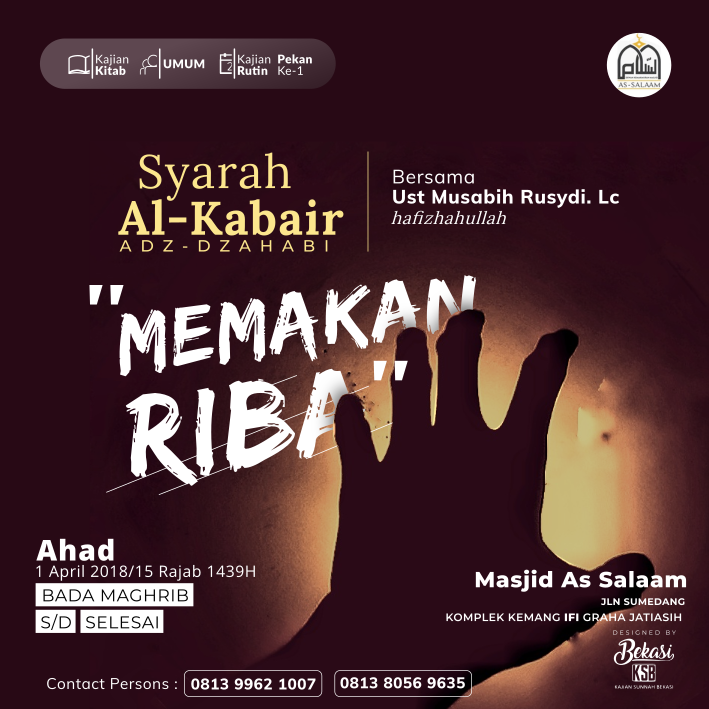 Kajian
Kitab
UMUM
Kajian
Rutin
Pekan
Ke-1
السلام
AS-SALAAM
Syarah
Al-Kabair
ADZ-DZAHABI
Bersama
Ust Musabih Rusydi. Lc
hafizhahullah
"MEMAKAN
RIBA"
Ahad
1 April 2018/15 Rajab 1439H
BADA MAGHRIB
S/D SELESAI
Masjid As Salaam
JLN SUMEDANG
KOMPLEK KEMANG IFI GRAHA JATIASIH
DESIGNED BY
Bekasi
KSB
KAJIAN SUNNAH BEKASI
Contact Persons : 0813 9962 1007 0813 8056 9635